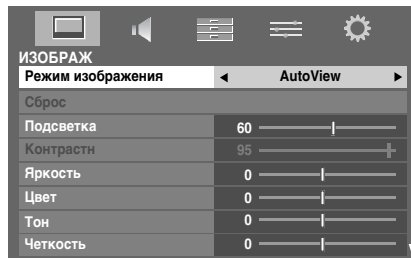 ИЗОБРАЖ
Режим изображения ◀ AutoView ▶
Сброс
Подсветка 60
Контрастн 95
Яркость 0
Цвет 0
Тон 0
Четкость 0